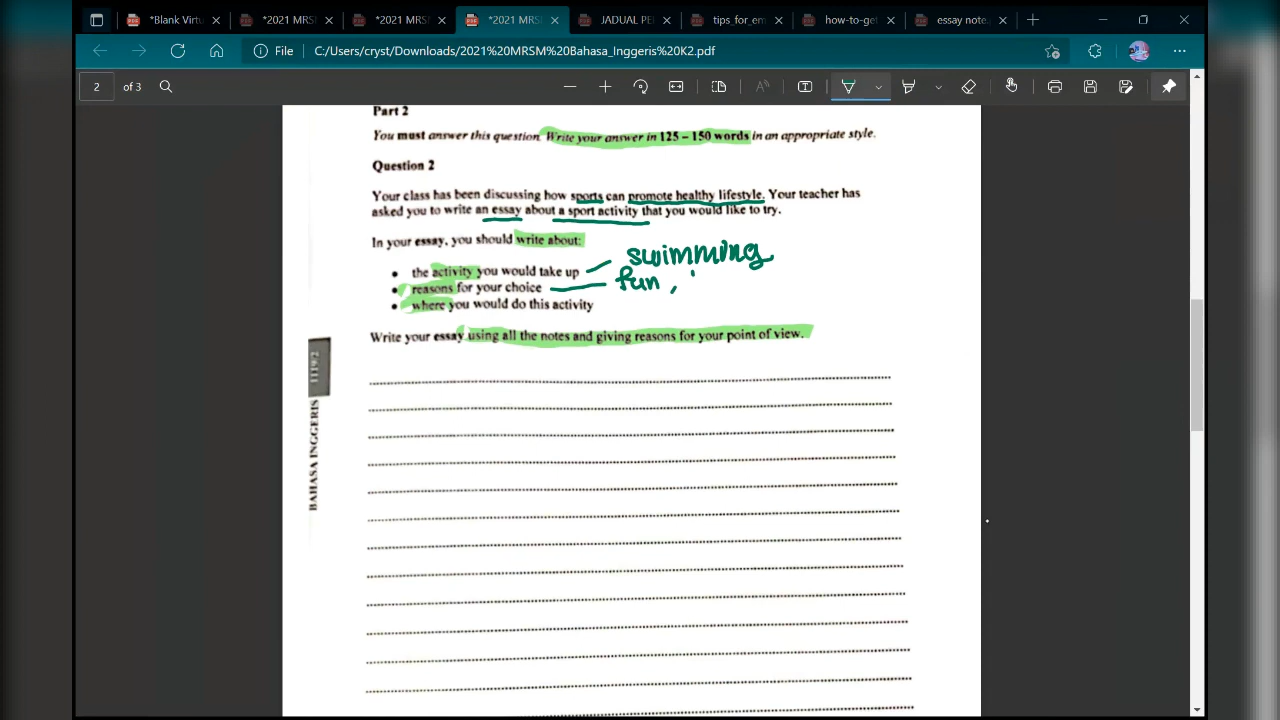 *Blank Virtu
*2021 MRS
*2021 MRS
*2021 MRS
JADUAL PE
tips_for_em
how-to-get
essay note
File
C:/Users/cryst/Downloads/2021%20MRSM%20Bahasa_Inggeris%20K2.pdf
2 of 3
Part 2
You must answer this question. Write your answer in 125 – 150 words in an appropriate style.
Question 2
Your class has been discussing how sports can promote healthy lifestyle. Your teacher has
asked you to write an essay about a sport activity that you would like to try.
In your essay, you should write about:
• the activity you would take up swimming
• reasons for your choice fun ,
• where you would do this activity
Write your essay using all the notes and giving reasons for your point of view.
1119/2
BAHASA INGGERIS